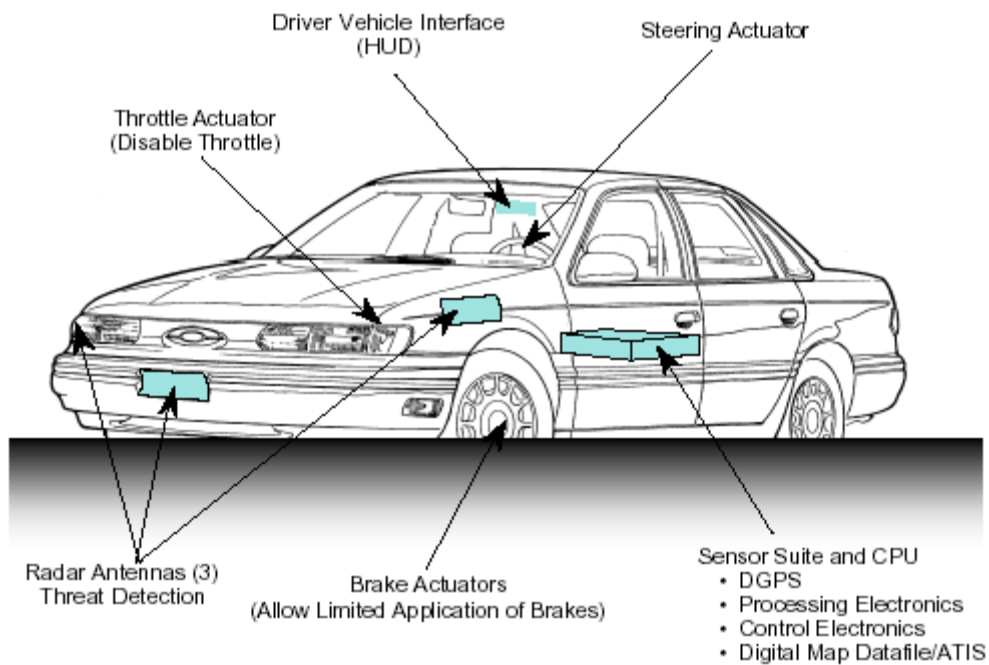 Driver Vehicle Interface
(HUD)
Steering Actuator
Throttle Actuator
(Disable Throttle)
Radar Antennas (3)
Threat Detection
Brake Actuators
(Allow Limited Application of Brakes)
Sensor Suite and CPU
• DGPS
• Processing Electronics
• Control Electronics
• Digital Map Datafile/ATIS